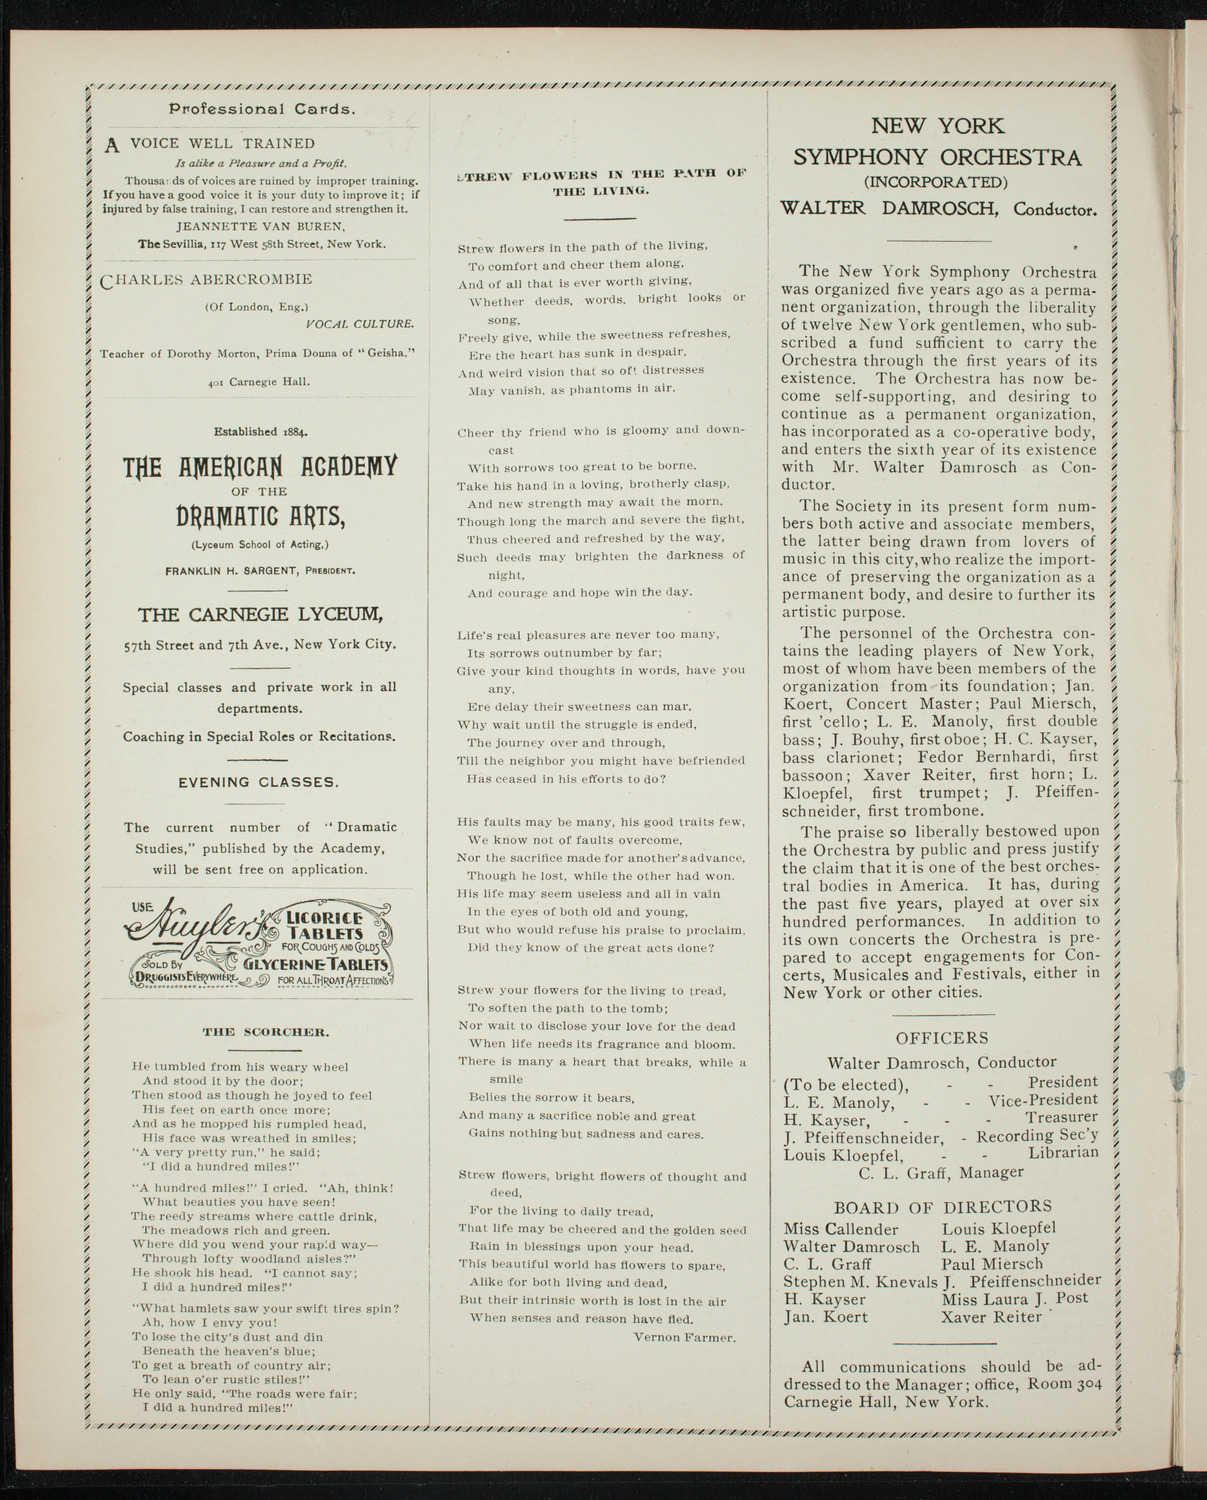 Professional Cards.
A VOICE WELL TRAINED
Is alike a Pleasure and a Profit.
Thousands of voices are ruined by improper training.
If you have a good voice it is your duty to improve it; if
injured by false training, I can restore and strengthen it.
JEANNETTE VAN BUREN,
The Sevillia, 117 West 58th Street, New York.
CHARLES ABERCROMBIE
(Of London, Eng.)
VOCAL CULTURE.
Teacher of Dorothy Morton, Prima Donna of "Geisha."
401 Carnegie Hall.
Established 1884.
THE AMERICAN ACADEMY
OF THE
DRAMATIC ARTS,
(Lyceum School of Acting,)
FRANKLIN H. SARGENT, PRESIDENT.
THE CARNEGIE LYCEUM,
57th Street and 7th Ave., New York City.
Special classes and private work in all
departments.
Coaching in Special Roles or Recitations.
EVENING CLASSES.
The current number of "Dramatic
Studies," published by the Academy,
will be sent free on application.
USE Huyler's LICORICE
TABLETS
FOR COUGHS AND COLDS
SOLD BY GLYCERINE TABLETS
DRUGGISTS EVERYWHERE FOR ALL THROAT AFFECTIONS
THE SCORCHER.
He tumbled from his weary wheel
And stood it by the door;
Then stood as though he joyed to feel
His feet on earth once more;
And as he mopped his rumpled head,
His face was wreathed in smiles;
"A very pretty run," he said;
"I did a hundred miles!"
"A hundred miles!" I cried. "Ah, think!
What beauties you have seen!
The reedy streams where cattle drink,
The meadows rich and green.
Where did you wend your rapid way—
Through lofty woodland aisles?"
He shook his head. "I cannot say;
I did a hundred miles!"
"What hamlets saw your swift tires spin?
Ah, how I envy you!
To lose the city's dust and din
Beneath the heaven's blue;
To get a breath of country air;
To lean o'er rustic stiles!"
He only said, "The roads were fair;
I did a hundred miles!"
STREW FLOWERS IN THE PATH OF
THE LIVING.
Strew flowers in the path of the living,
To comfort and cheer them along,
And of all that is ever worth giving,
Whether deeds, words, bright looks or
song,
Freely give, while the sweetness refreshes,
Ere the heart has sunk in despair,
And weird vision that so oft distresses
May vanish, as phantoms in air.
Cheer thy friend who is gloomy and down-
cast
With sorrows too great to be borne.
Take his hand in a loving, brotherly clasp,
And new strength may await the morn.
Though long the march and severe the fight,
Thus cheered and refreshed by the way,
Such deeds may brighten the darkness of
night,
And courage and hope win the day.
Life's real pleasures are never too many,
Its sorrows outnumber by far;
Give your kind thoughts in words, have you
any,
Ere delay their sweetness can mar.
Why wait until the struggle is ended,
The journey over and through,
Till the neighbor you might have befriended
Has ceased in his efforts to do?
His faults may be many, his good traits few,
We know not of faults overcome,
Nor the sacrifice made for another's advance,
Though he lost, while the other had won.
His life may seem useless and all in vain
In the eyes of both old and young,
But who would refuse his praise to proclaim,
Did they know of the great acts done?
Strew your flowers for the living to tread,
To soften the path to the tomb;
Nor wait to disclose your love for the dead
When life needs its fragrance and bloom.
There is many a heart that breaks, while a
smile
Belies the sorrow it bears,
And many a sacrifice noble and great
Gains nothing but sadness and cares.
Strew flowers, bright flowers of thought and
deed,
For the living to daily tread,
That life may be cheered and the golden seed
Rain in blessings upon your head.
This beautiful world has flowers to spare,
Alike for both living and dead,
But their intrinsic worth is lost in the air
When senses and reason have fled.
Vernon Farmer.
NEW YORK
SYMPHONY ORCHESTRA
(INCORPORATED)
WALTER DAMROSCH, Conductor.
The New York Symphony Orchestra
was organized five years ago as a perma-
nent organization, through the liberality
of twelve New York gentlemen, who sub-
scribed a fund sufficient to carry the
Orchestra through the first years of its
existence. The Orchestra has now be-
come self-supporting, and desiring to
continue as a permanent organization,
has incorporated as a co-operative body,
and enters the sixth year of its existence
with Mr. Walter Damrosch as Con-
ductor.
The Society in its present form num-
bers both active and associate members,
the latter being drawn from lovers of
music in this city, who realize the import-
ance of preserving the organization as a
permanent body, and desire to further its
artistic purpose.
The personnel of the Orchestra con-
tains the leading players of New York,
most of whom have been members of the
organization from its foundation; Jan.
Koert, Concert Master; Paul Miersch,
first 'cello; L. E. Manoly, first double
bass; J. Bouhy, first oboe; H. C. Kayser,
bass clarionet; Fedor Bernhardi, first
bassoon; Xaver Reiter, first horn; L.
Kloepfel, first trumpet; J. Pfeiffen-
schneider, first trombone.
The praise so liberally bestowed upon
the Orchestra by public and press justify
the claim that it is one of the best orches-
tral bodies in America. It has, during
the past five years, played at over six
hundred performances. In addition to
its own concerts the Orchestra is pre-
pared to accept engagements for Con-
certs, Musicales and Festivals, either in
New York or other cities.
OFFICERS
Walter Damrosch, Conductor
(To be elected), - - President
L. E. Manoly, - - Vice-President
H. Kayser, - - - Treasurer
J. Pfeiffenschneider, - Recording Sec'y
Louis Kloepfel, - - Librarian
C. L. Graff, Manager
BOARD OF DIRECTORS
Miss Callender Louis Kloepfel
Walter Damrosch L. E. Manoly
C. L. Graff Paul Miersch
Stephen M. Knevals J. Pfeiffenschneider
H. Kayser Miss Laura J. Post
Jan. Koert Xaver Reiter
All communications should be ad-
dressed to the Manager; office, Room 304
Carnegie Hall, New York.